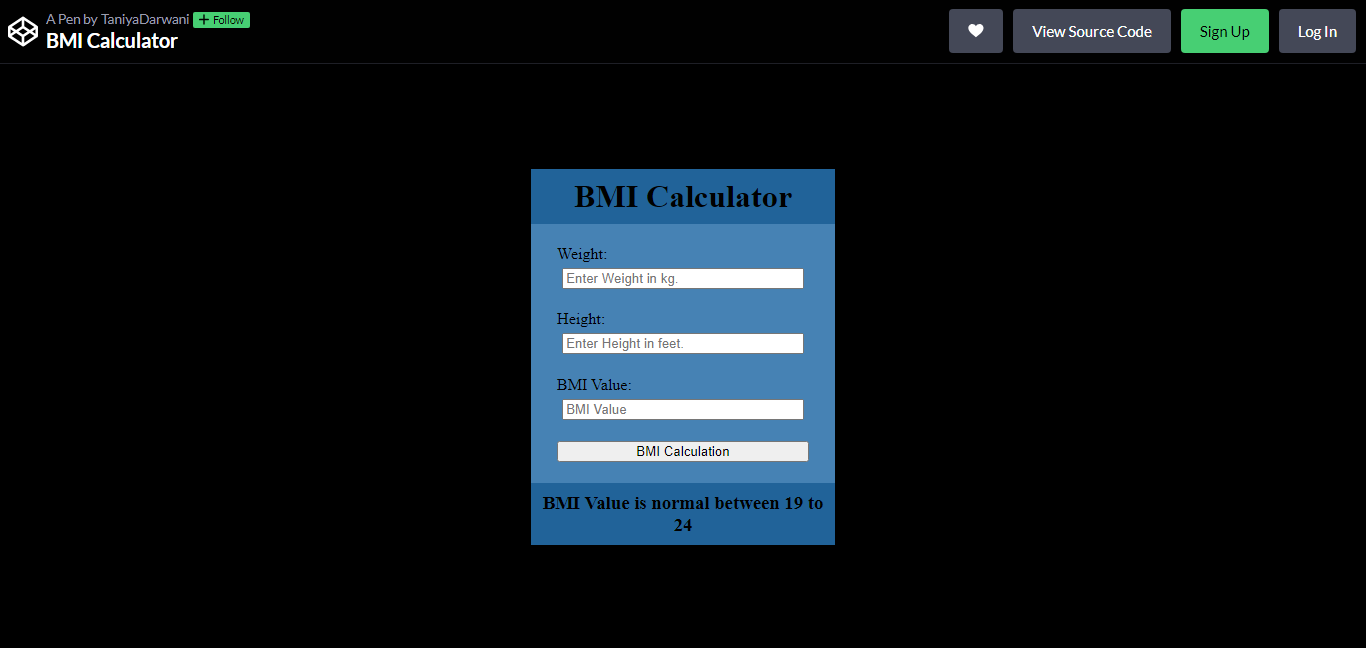 A Pen by TaniyaDarwani + Follow
BMI Calculator
View Source Code
Sign Up
Log In
BMI Calculator
Weight:
Enter Weight in kg.
Height:
Enter Height in feet.
BMI Value:
BMI Value
BMI Calculation
BMI Value is normal between 19 to
24